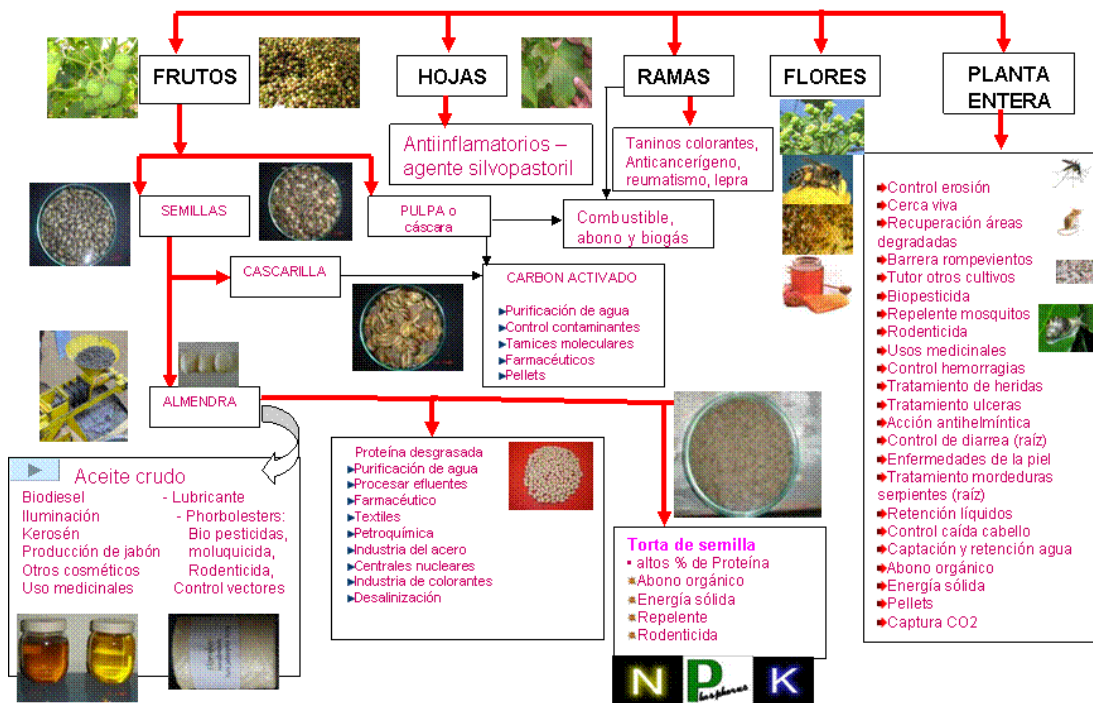 FRUTOS
HOJAS
RAMAS
FLORES
PLANTA
ENTERA
Antiinflamatorios –
agente silvopastoril
Taninos colorantes,
Anticancerígeno,
reumatismo, lepra
SEMILLAS
PULPA o
cáscara
Combustible,
abono y biogás
CASCARILLA
CARBON ACTIVADO
Purificación de agua
Control contaminantes
Tamices moleculares
Farmacéuticos
Pellets
Control erosión
Cerca viva
Recuperación áreas
degradadas
Barrera rompevientos
Tutor otros cultivos
Biopesticida
Repelente mosquitos
Rodenticida
Usos medicinales
Control hemorragias
Tratamiento de heridas
Tratamiento ulceras
Acción antihelmíntica
Control de diarrea (raíz)
Enfermedades de la piel
Tratamiento mordeduras
serpientes (raíz)
Retención líquidos
Control caída cabello
Captación y retención agua
Abono orgánico
Energía sólida
Pellets
Captura CO2
ALMENDRA
Aceite crudo
Biodiesel
Iluminación
Kerosén
Producción de jabón
Otros cosméticos
Uso medicinales
- Lubricante
- Phorbolesters:
Bio pesticidas,
moluquicida,
Rodenticida,
Control vectores
Proteína desgrasada
Purificación de agua
Procesar efluentes
Farmacéutico
Textiles
Petroquímica
Industria del acero
Centrales nucleares
Industria de colorantes
Desalinización
Torta de semilla
• altos % de Proteína
Abono orgánico
Energía sólida
Repelente
Rodenticida
N
Phosphorus
K